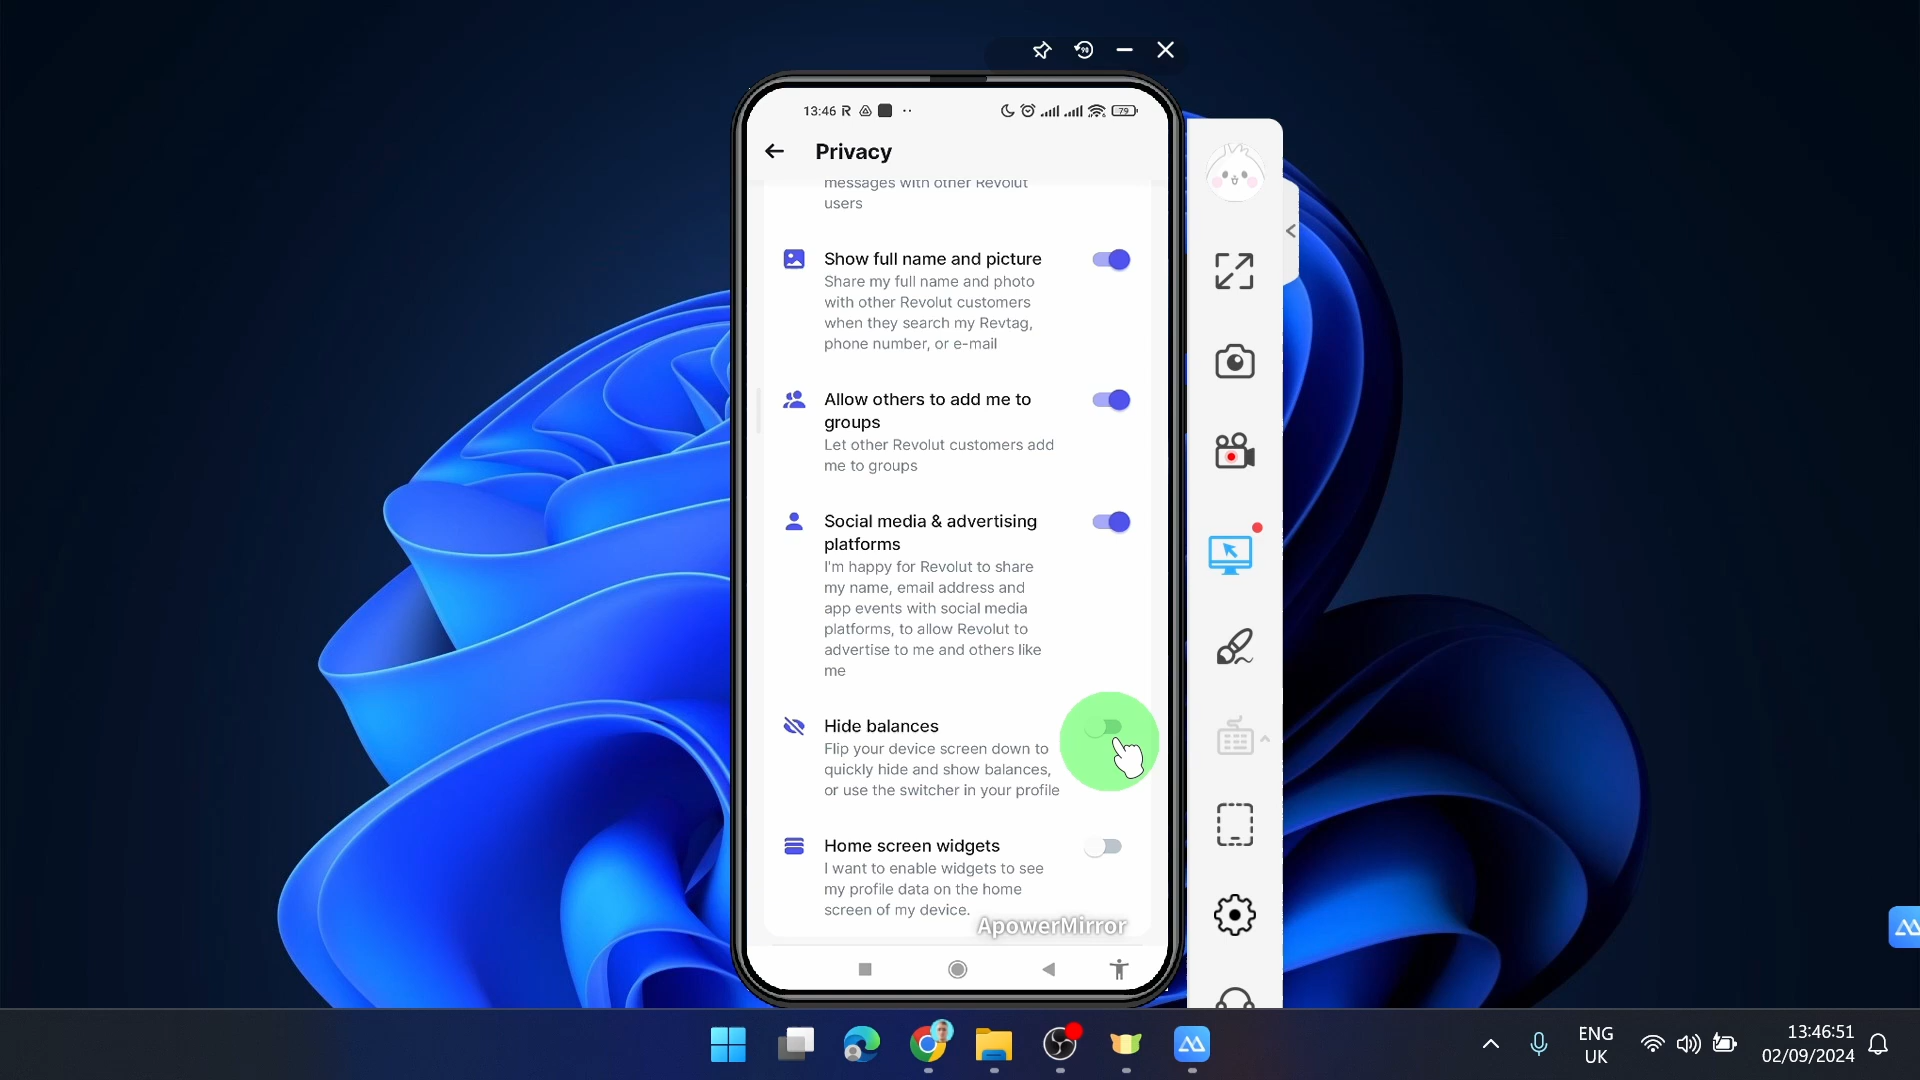 13:46
79
Privacy
messages with other Revolut
users
Show full name and picture
Share my full name and photo
with other Revolut customers
when they search my Revtag,
phone number, or e-mail
Allow others to add me to
groups
Let other Revolut customers add
me to groups
Social media & advertising
platforms
I'm happy for Revolut to share
my name, email address and
app events with social media
platforms, to allow Revolut to
advertise to me and others like
me
Hide balances
Flip your device screen down to
quickly hide and show balances,
or use the switcher in your profile
Home screen widgets
I want to enable widgets to see
my profile data on the home
screen of my device.
ApowerMirror
ENG
UK
13:46:51
02/09/2024